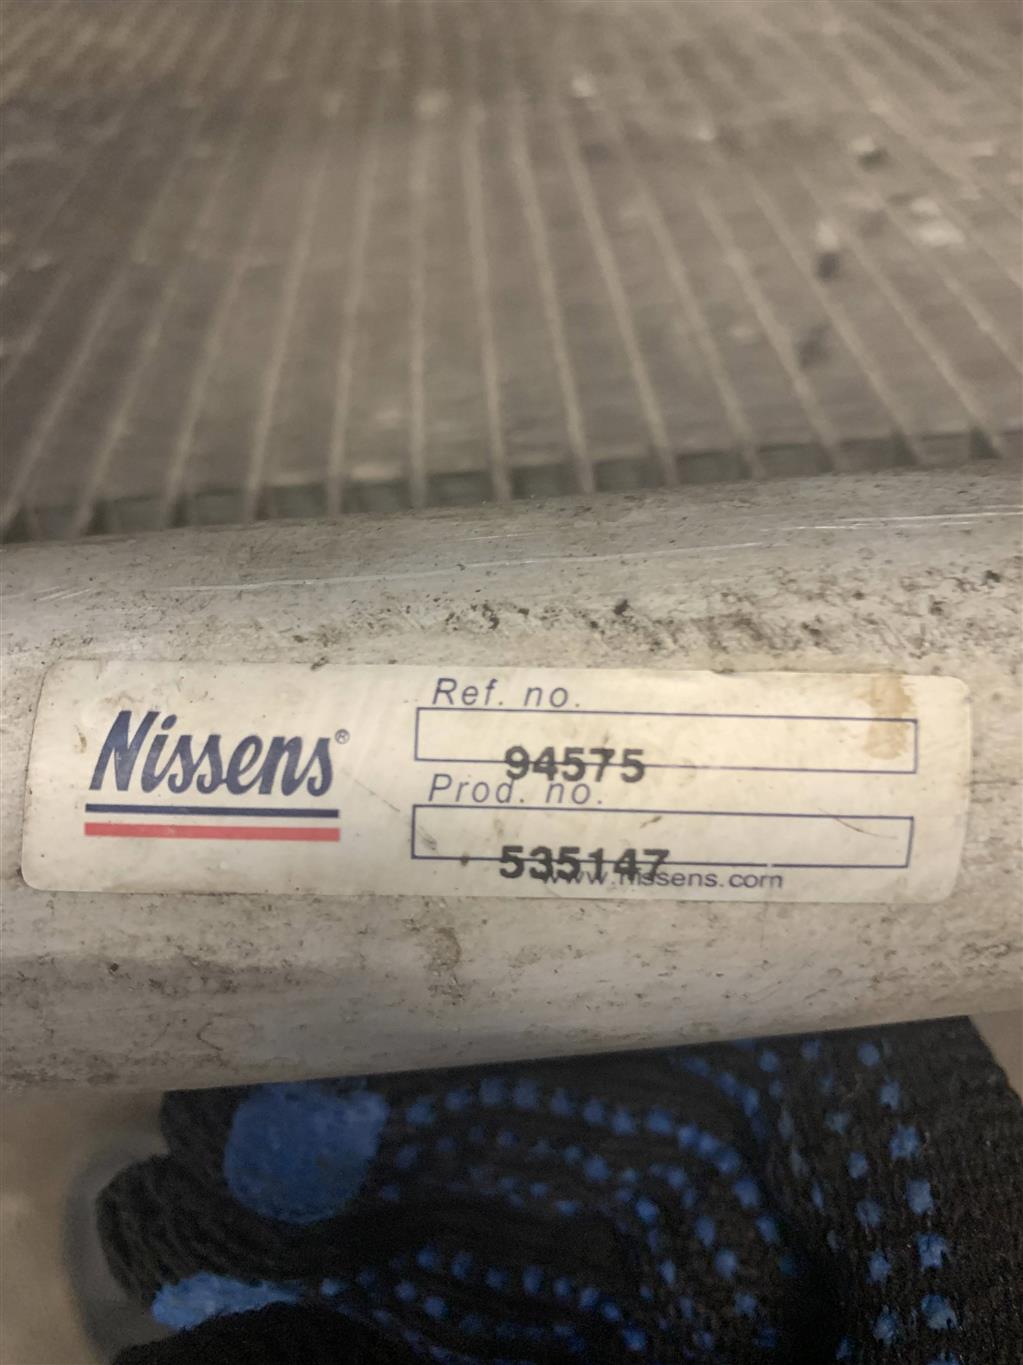 Nissens®
Ref. no.
94575
Prod. no.
535147
www.nissens.com